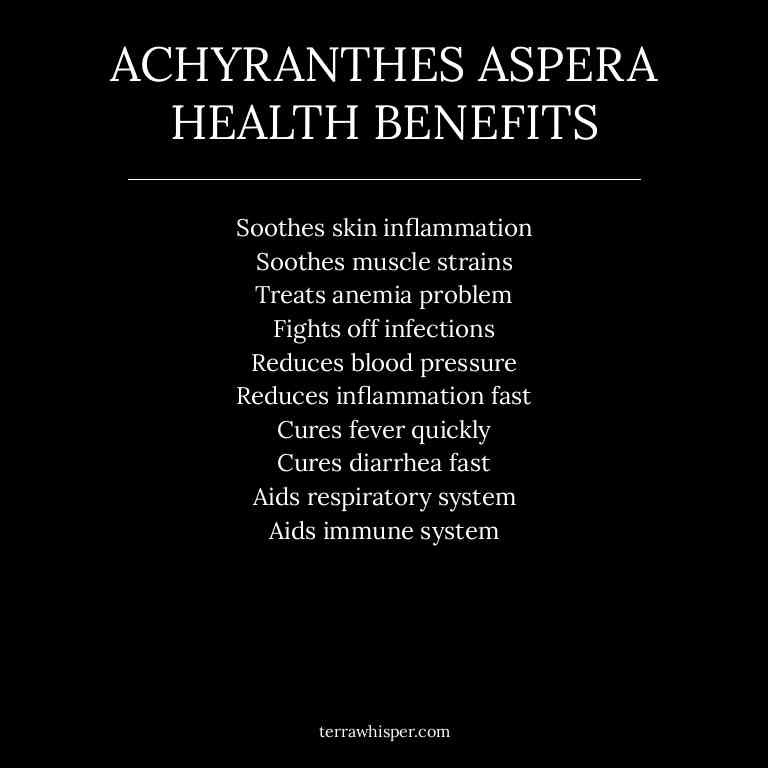 ACHYRANTHES ASPERA
HEALTH BENEFITS
Soothes skin inflammation
Soothes muscle strains
Treats anemia problem
Fights off infections
Reduces blood pressure
Reduces inflammation fast
Cures fever quickly
Cures diarrhea fast
Aids respiratory system
Aids immune system
terrawhisper.com